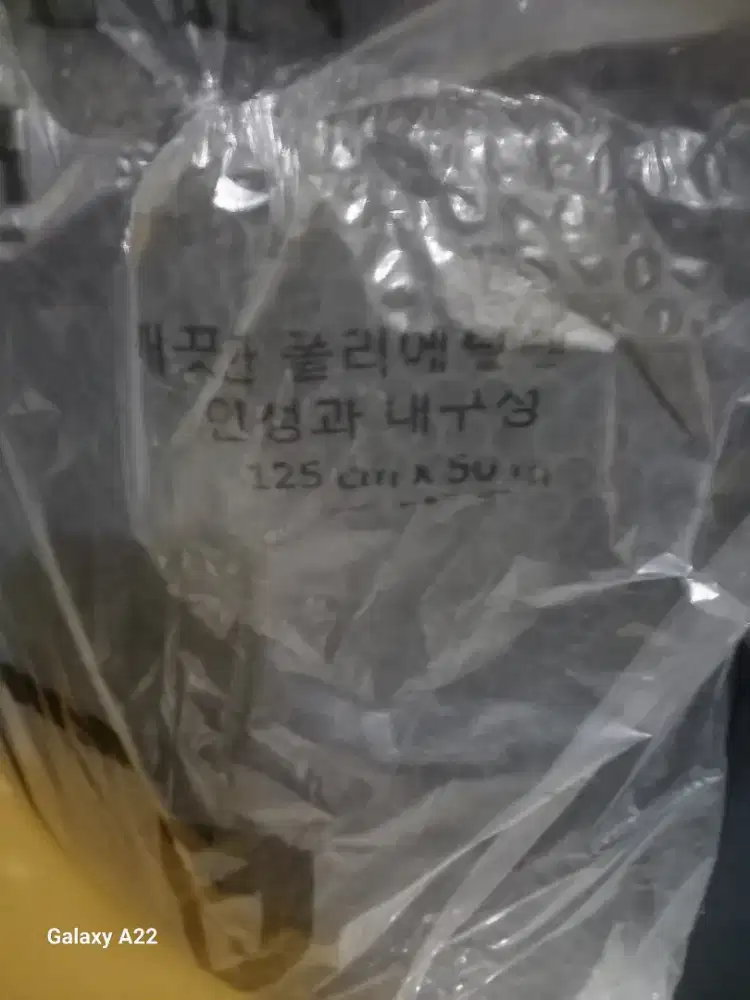 깨끗한 폴리에틸렌
인성과 내구성
125 cm x 50 m
Galaxy A22